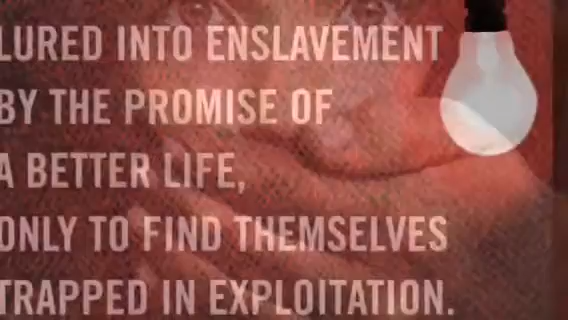 LURED INTO ENSLAVEMENT
BY THE PROMISE OF
A BETTER LIFE,
ONLY TO FIND THEMSELVES
TRAPPED IN EXPLOITATION.